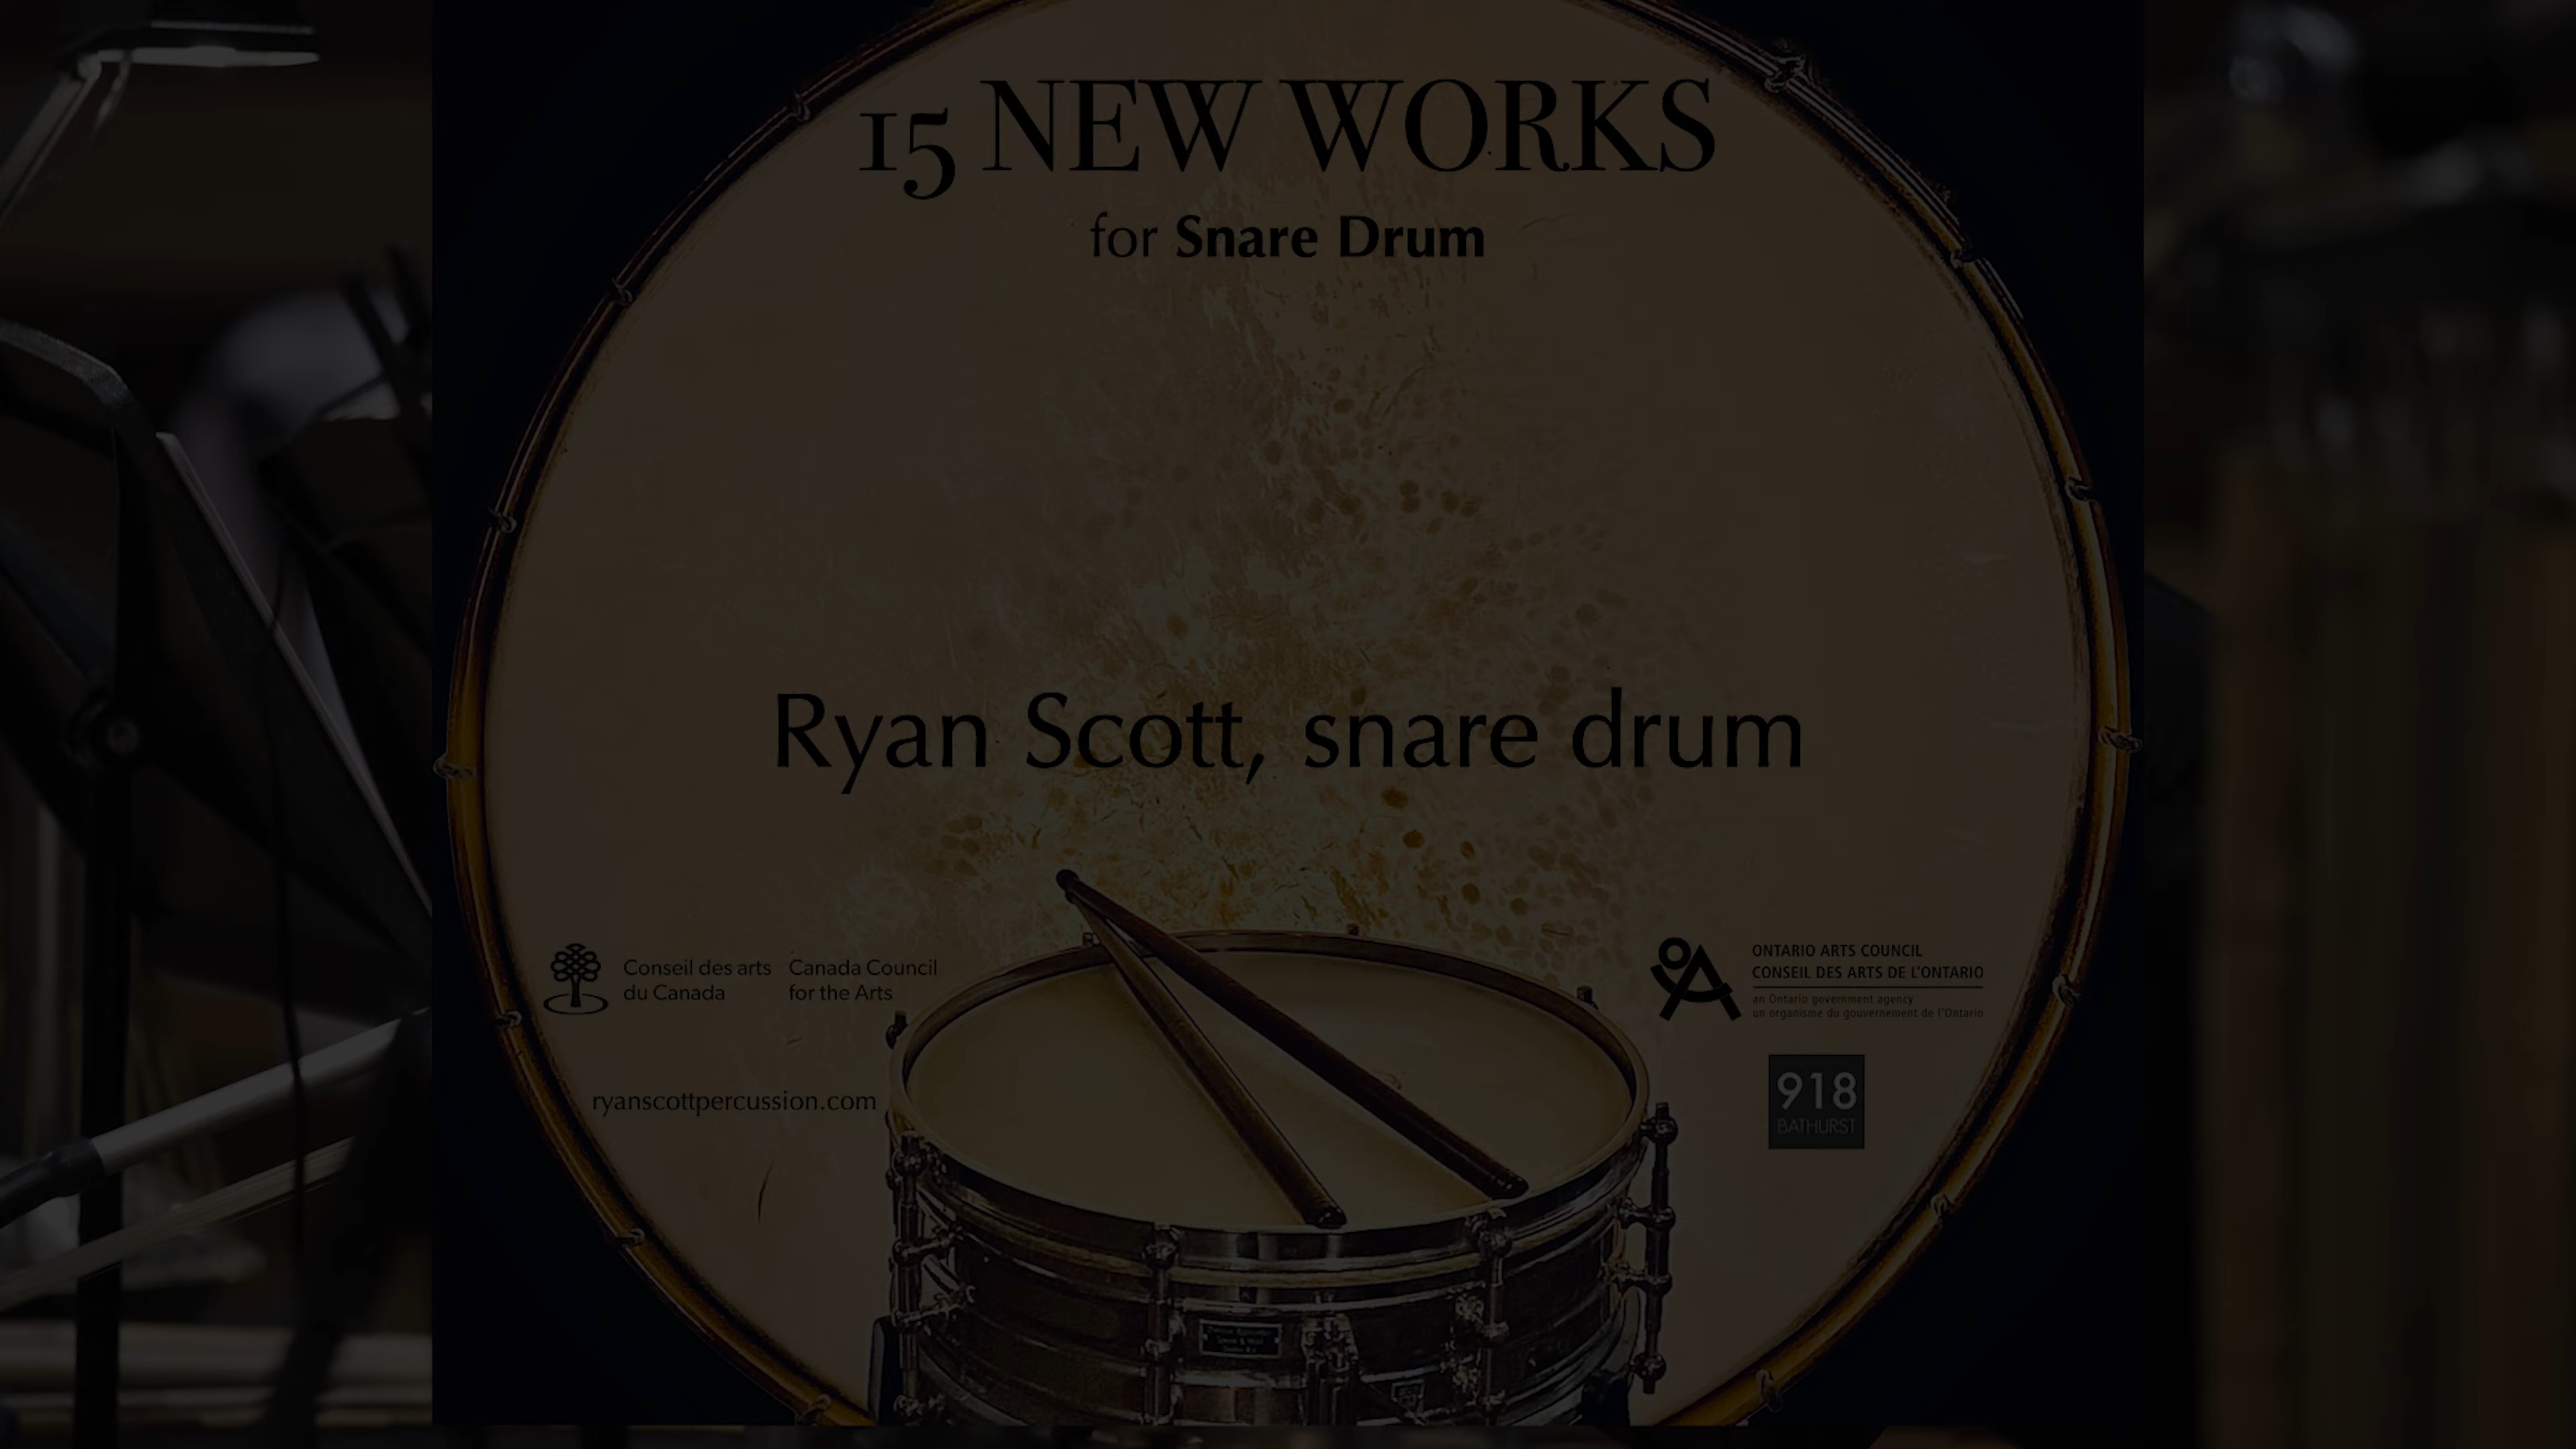 15 NEW WORKS
for Snare Drum
Ryan Scott, snare drum
Conseil des arts
du Canada
Canada Council
for the Arts
ONTARIO ARTS COUNCIL
CONSEIL DES ARTS DE L'ONTARIO
an Ontario government agency
un organisme du gouvernement de l'Ontario
ryanscottpercussion.com
918
BATHURST